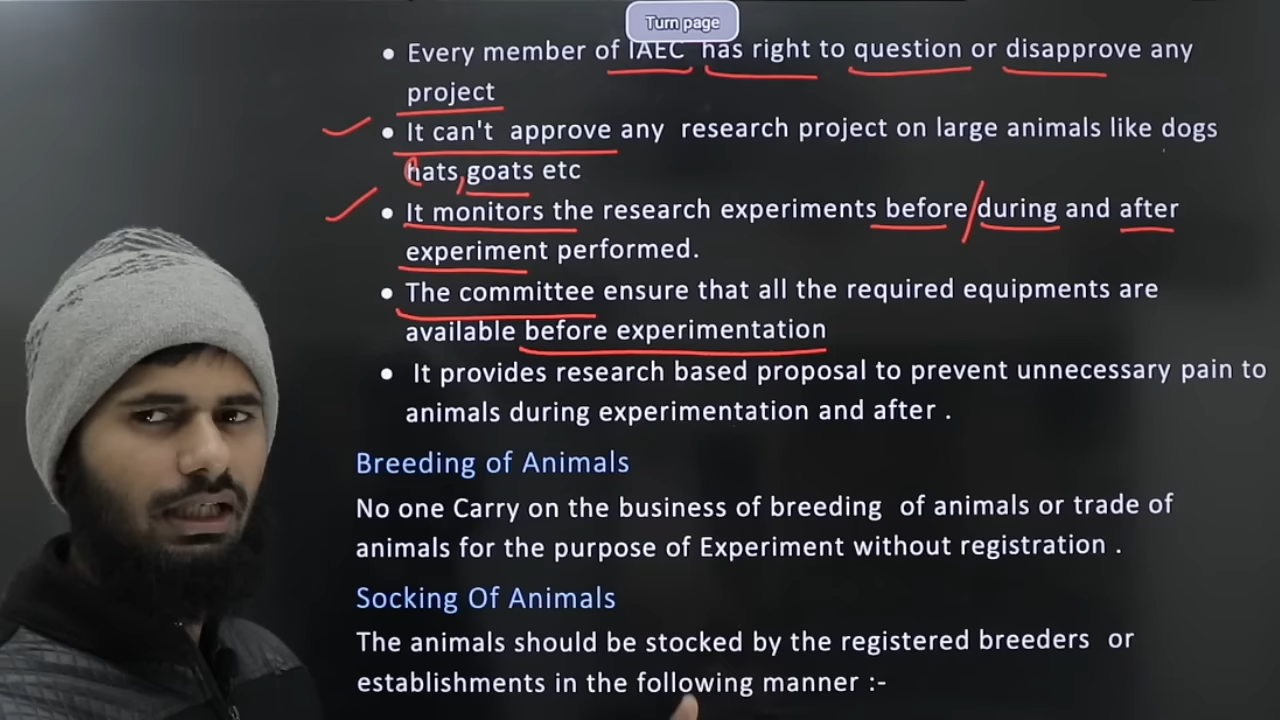 Turn page
• Every member of IAEC has right to question or disapprove any
project
• It can't approve any research project on large animals like dogs
hats,goats etc
• It monitors the research experiments before/during and after
experiment performed.
• The committee ensure that all the required equipments are
available before experimentation
• It provides research based proposal to prevent unnecessary pain to
animals during experimentation and after .
Breeding of Animals
No one Carry on the business of breeding of animals or trade of
animals for the purpose of Experiment without registration .
Socking Of Animals
The animals should be stocked by the registered breeders or
establishments in the following manner :-